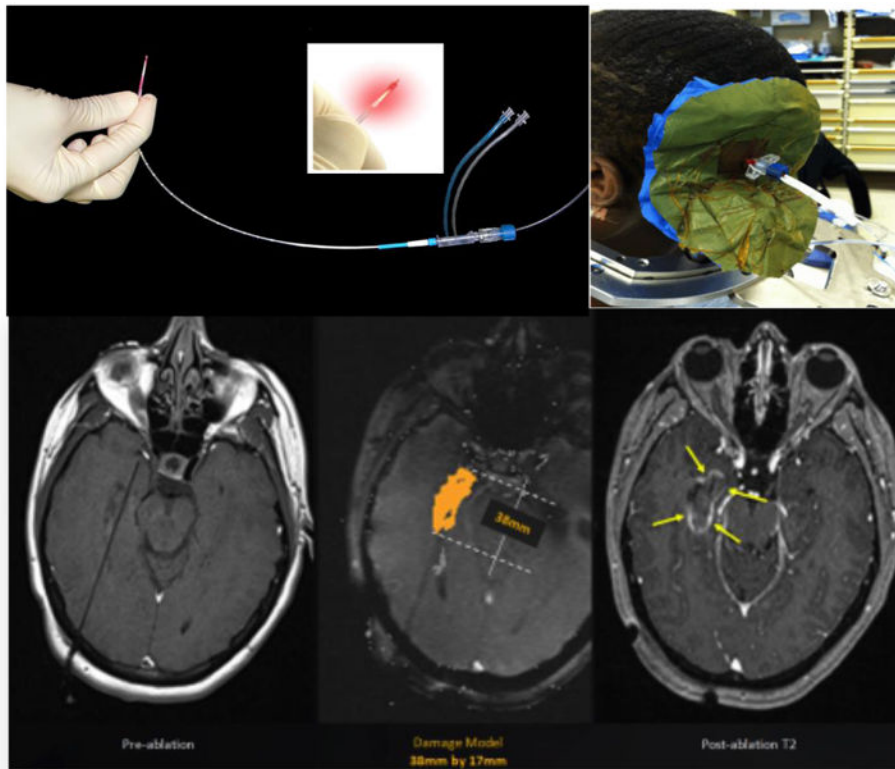 38mm
Pre-ablation
Damage Model
38mm by 17mm
Post-ablation T2